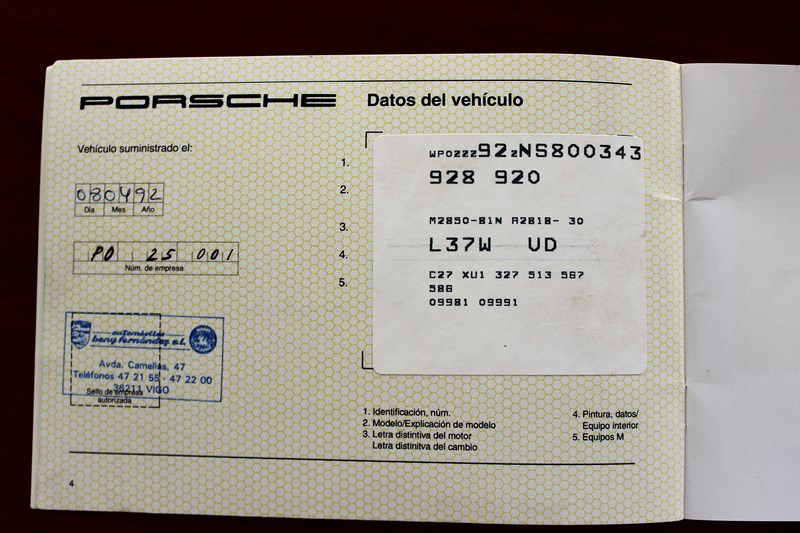 PORSCHE
Datos del vehículo
Vehículo suministrado el:
080492
Día Mes Año
PO 25 001
Núm. de empresa
automóviles
beny fernández s.l.
Avda. Camelias, 47
Teléfonos 47 21 55 - 47 22 00
36211 VIGO
Sello de empresa
autorizada
1.
2.
3.
4.
5.
WP0ZZZ92ZNS800343
928 920
M2850-81N A2818- 30
L37W VD
C27 XU1 327 513 567
586
09981 09991
1. Identificación, núm.
2. Modelo/Explicación de modelo
3. Letra distintiva del motor
Letra distinitva del cambio
4. Pintura, datos/
Equipo interior
5. Equipos M
4